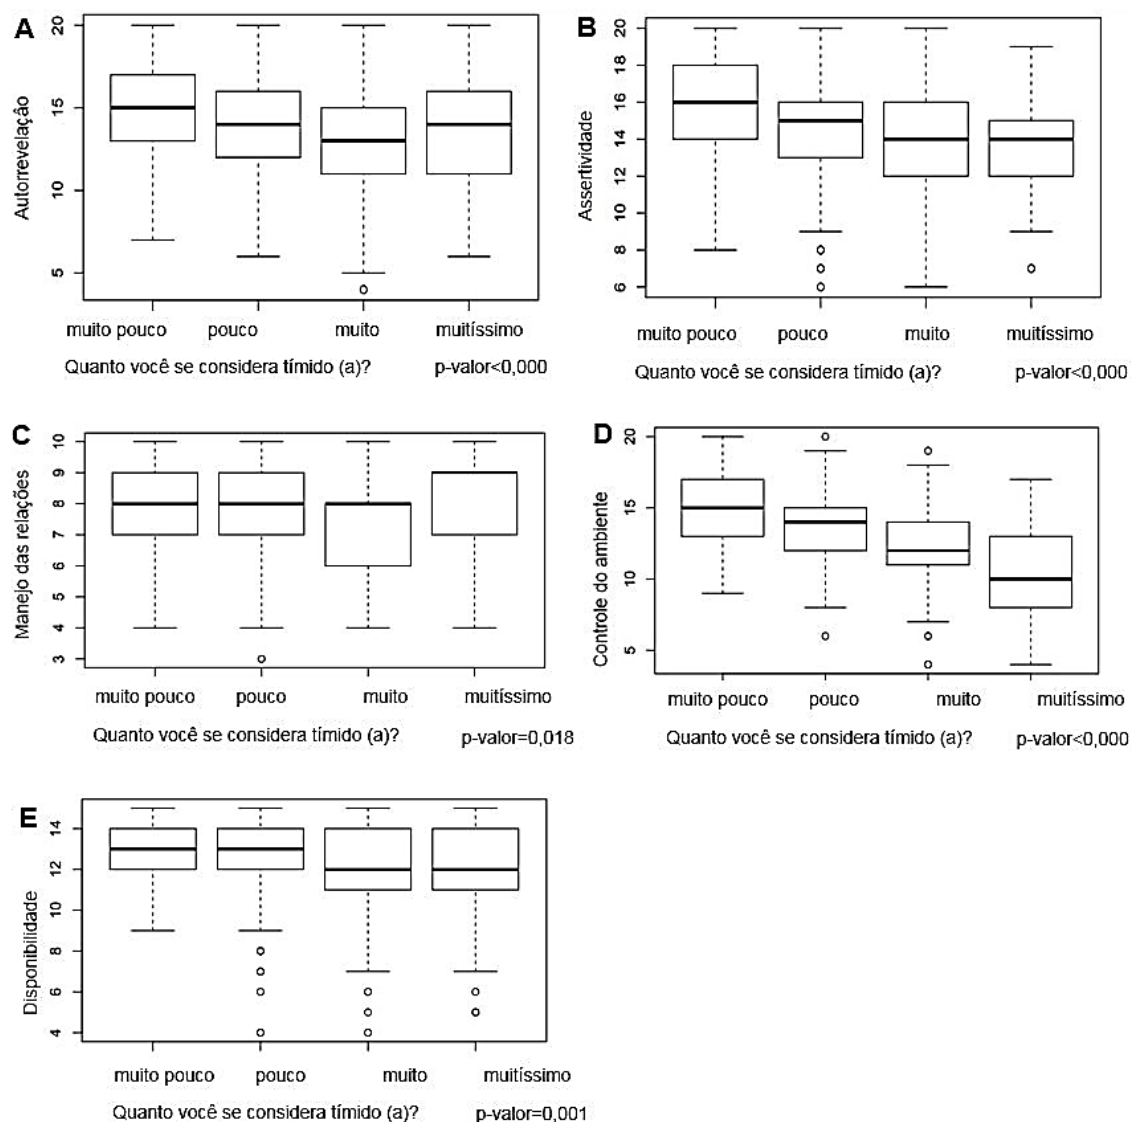 A
Autorrevelação
20
15
10
5
muito pouco pouco muito muitíssimo
Quanto você se considera tímido (a)? p-valor<0,000
B
Assertividade
20
18
16
14
12
10
8
6
muito pouco pouco muito muitíssimo
Quanto você se considera tímido (a)? p-valor<0,000
C
Manejo das relações
10
9
8
7
6
5
4
3
muito pouco pouco muito muitíssimo
Quanto você se considera tímido (a)? p-valor=0,018
D
Controle do ambiente
20
15
10
5
muito pouco pouco muito muitíssimo
Quanto você se considera tímido (a)? p-valor<0,000
E
Disponibilidade
14
12
10
8
6
4
muito pouco pouco muito muitíssimo
Quanto você se considera tímido (a)? p-valor=0,001